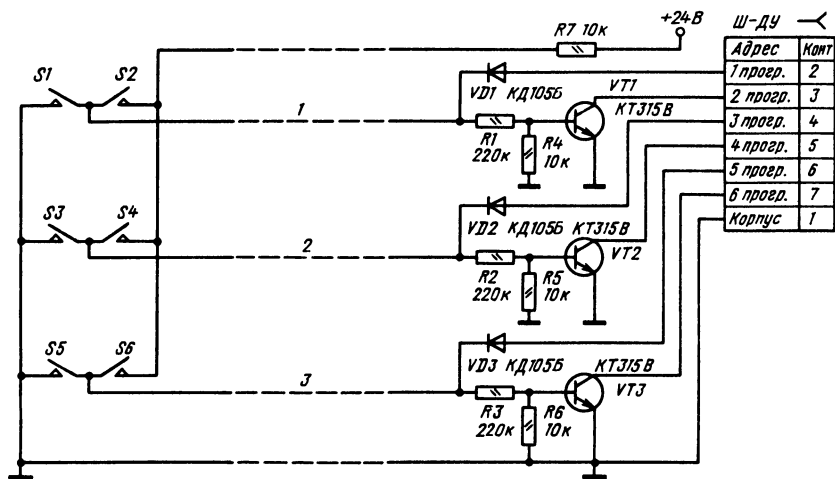 R7 10к
+24В
Ш-ДУ
Адрес Конт
1 прогр. 2
2 прогр. 3
3 прогр. 4
4 прогр. 5
5 прогр. 6
6 прогр. 7
Корпус 1
S1 S2
VD1 КД105Б
VT1
КТ315В
1
R1
220к
R4
10к
S3 S4
VD2 КД105Б
КТ315В
VT2
2
R2
220к
R5
10к
S5 S6
VD3 КД105Б
КТ315В
VT3
3
R3
220к
R6
10к